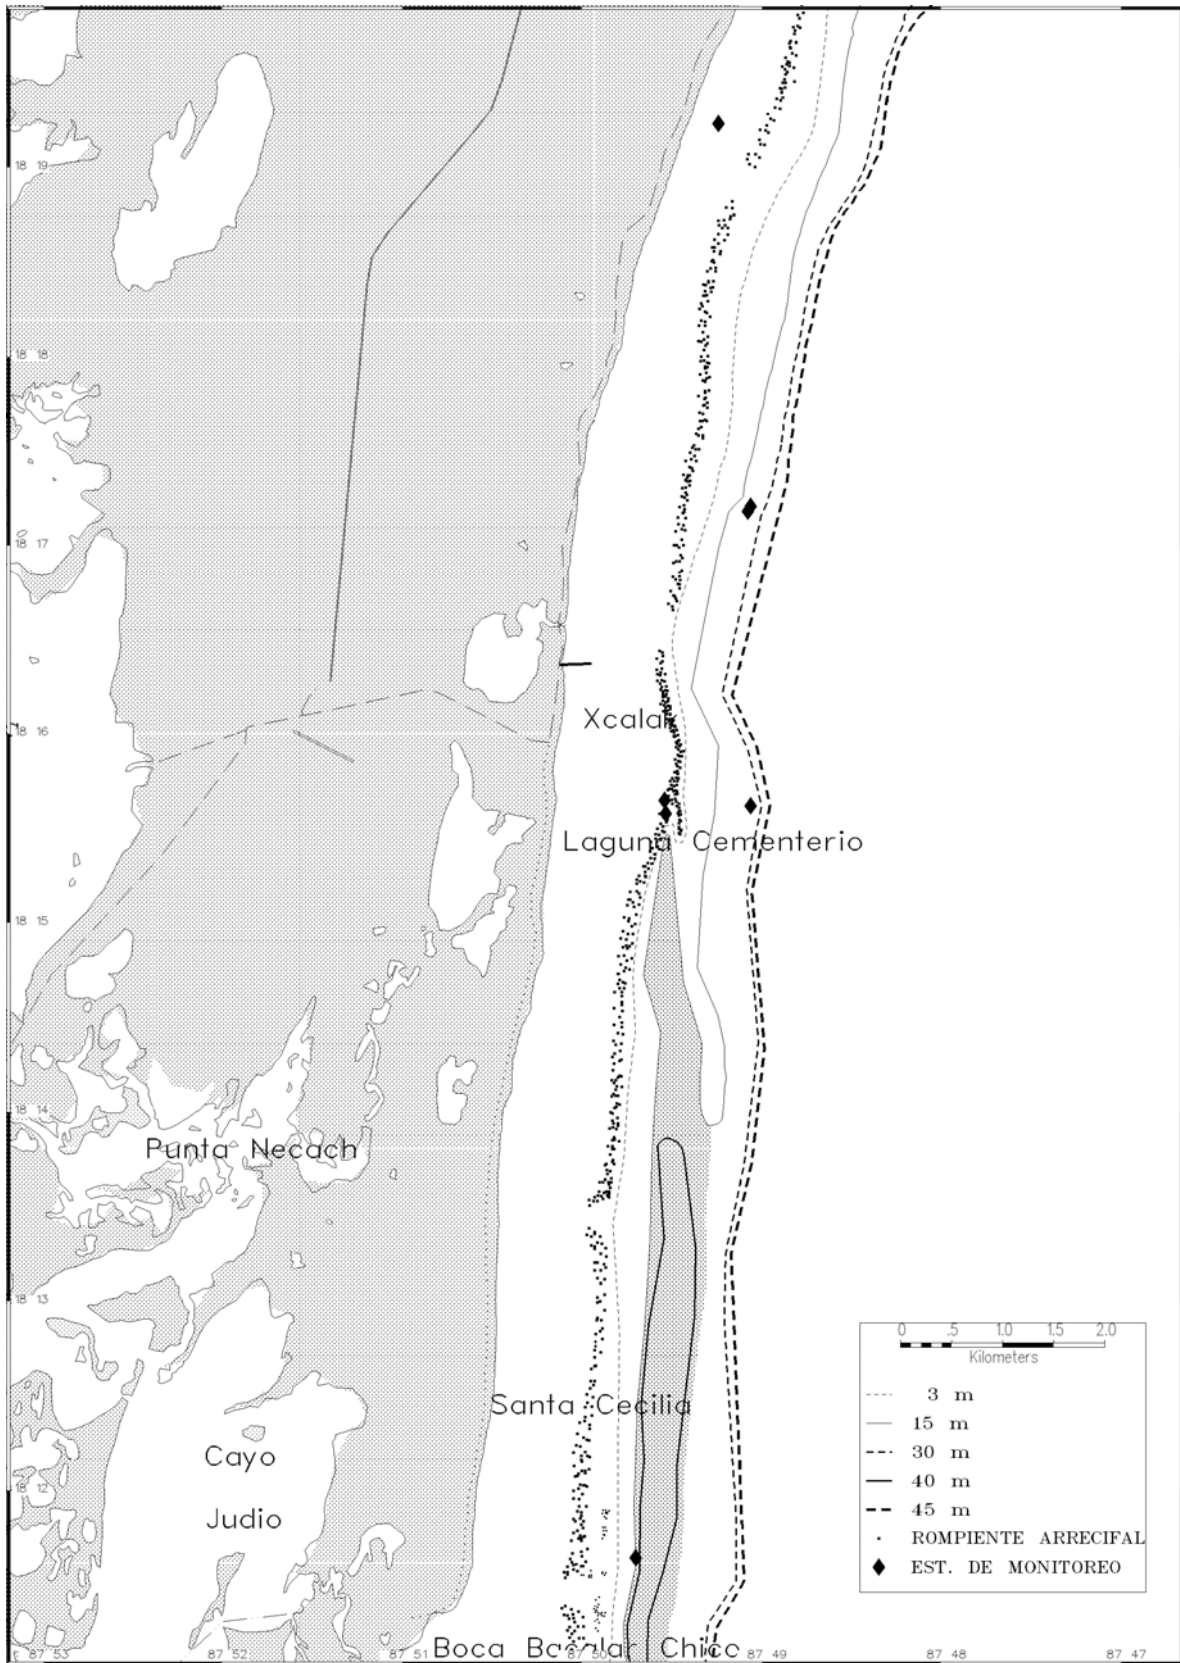 18 19
18 18
18 17
18 16
Xcalak
Laguna Cementerio
18 15
18 14
Punta Necach
18 13
0 .5 1.0 1.5 2.0
Kilometers
3 m
15 m
30 m
40 m
45 m
ROMPIENTE ARRECIFAL
EST. DE MONITOREO
Santa Cecilia
Cayo
Judio
18 12
Boca Bacalar Chico
87 53 87 52 87 51 87 50 87 49 87 48 87 47